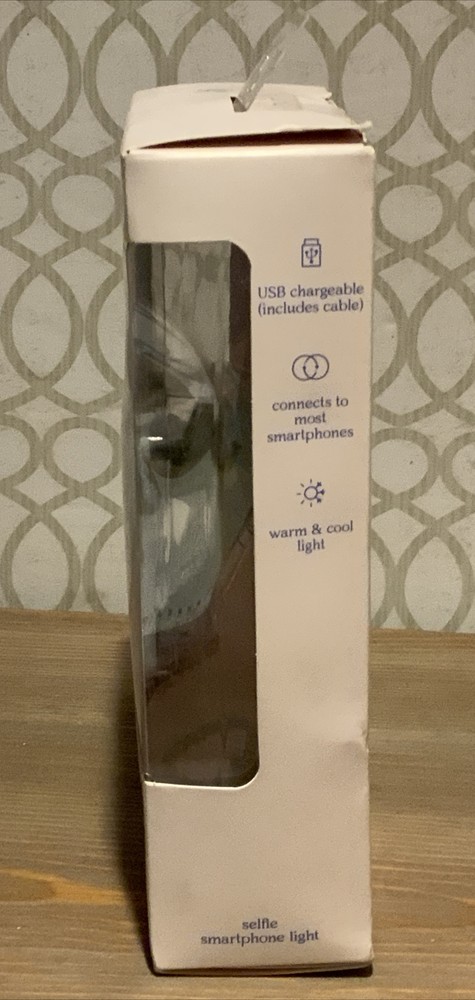 USB chargeable
(includes cable)
connects to
most
smartphones
warm & cool
light
selfie
smartphone light